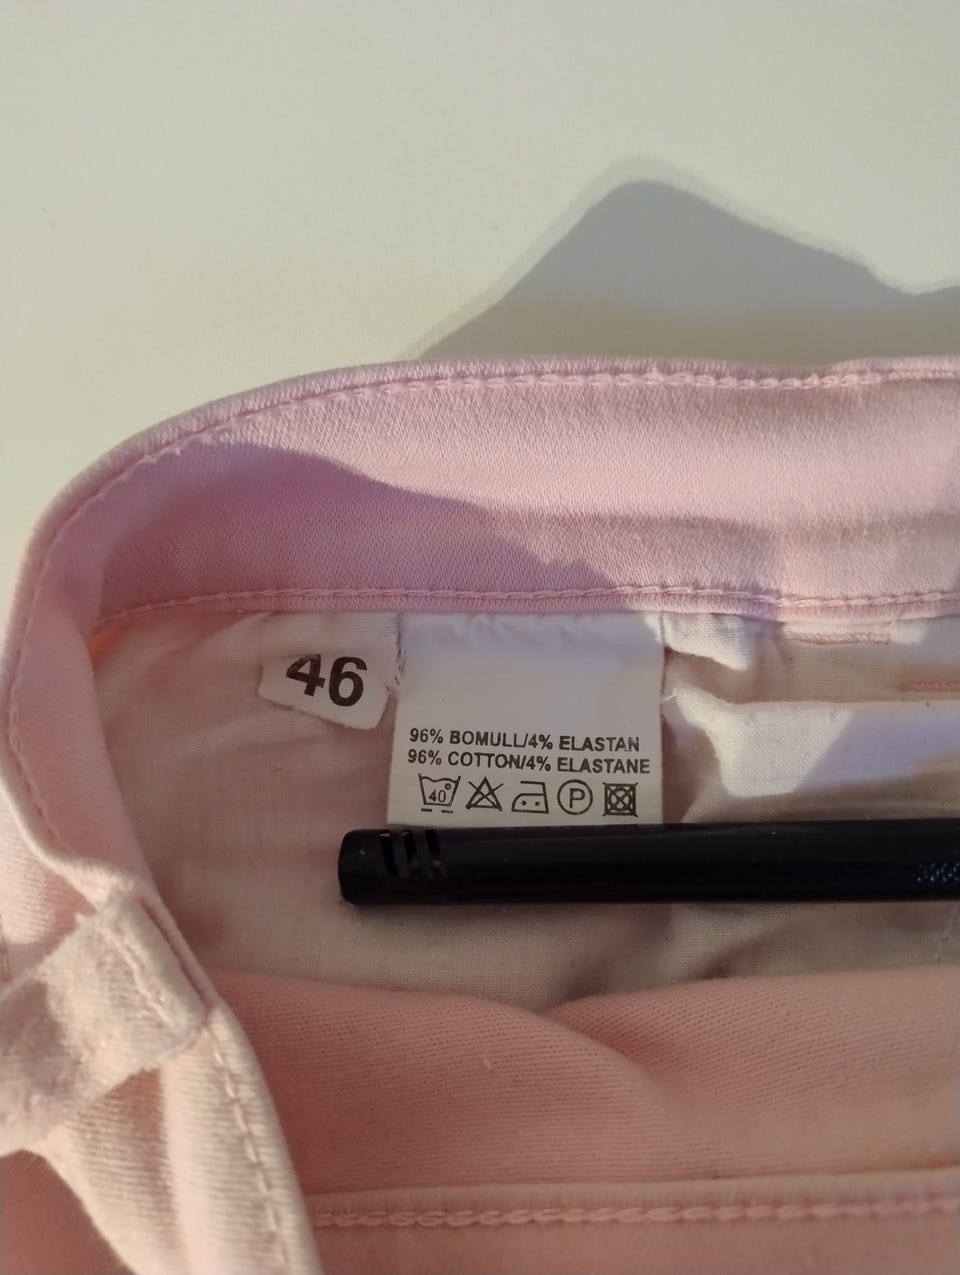 46
96% BOMULL/4% ELASTAN
96% COTTON/4% ELASTANE
40° P